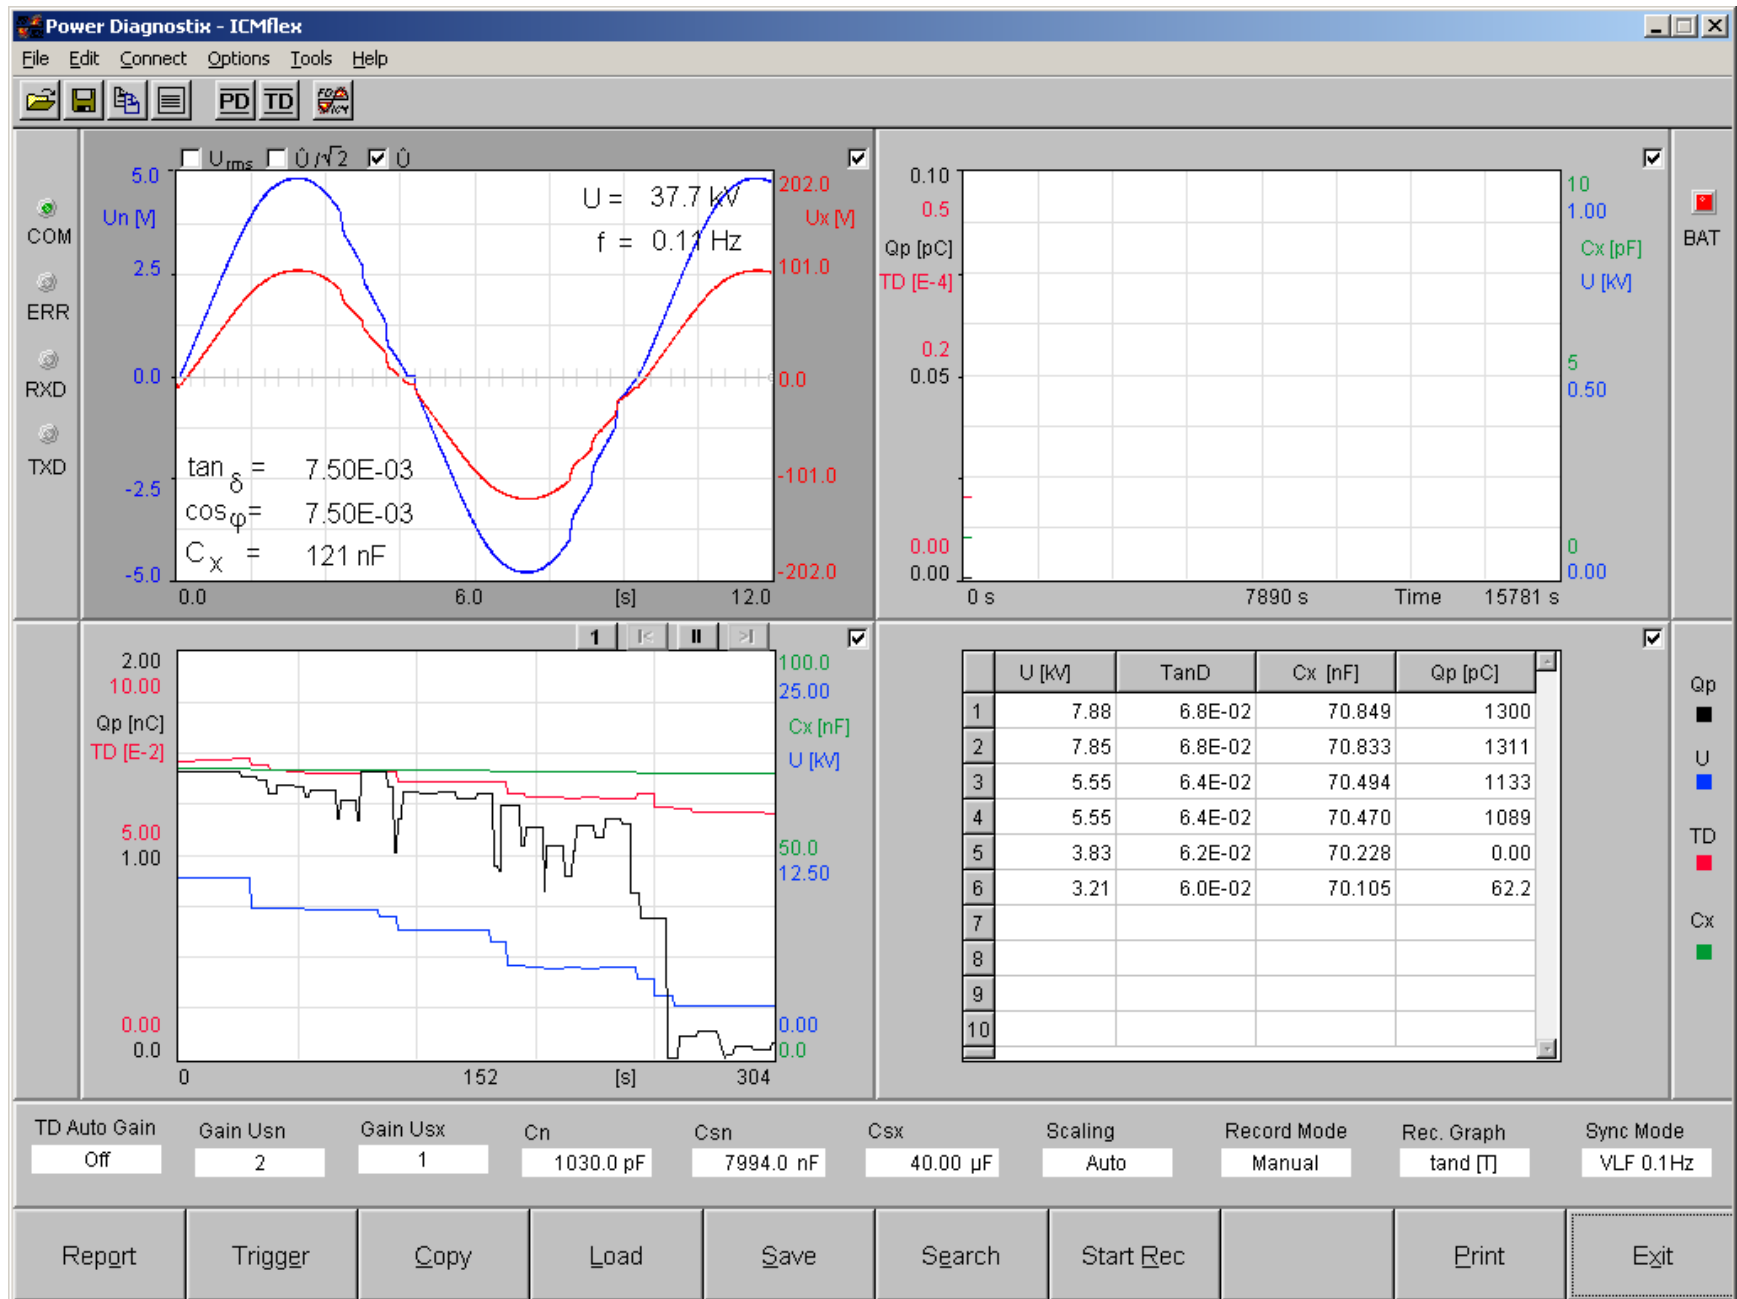 Power Diagnostix - ICMflex
File Edit Connect Options Tools Help
PD TD FDA ICM
COM
ERR
RXD
TXD
Urms Û/√2 Û
5.0
Un [V]
2.5
0.0
-2.5
-5.0
U = 37.7 kV
f = 0.11 Hz
202.0
Ux [V]
101.0
0.0
-101.0
-202.0
tan δ = 7.50E-03
cos φ = 7.50E-03
Cx = 121 nF
0.0 6.0 [s] 12.0
0.10
0.5
Qp [pC]
TD [E-4]
0.2
0.05
0.00
0.00
10
1.00
Cx [pF]
U [kV]
5
0.50
0
0.00
0 s 7890 s Time 15781 s
BAT
1 |< II >|
2.00
10.00
Qp [nC]
TD [E-2]
5.00
1.00
0.00
0.0
100.0
25.00
Cx [nF]
U [kV]
50.0
12.50
0.00
0.0
0 152 [s] 304
U [kV] TanD Cx [nF] Qp [pC]
1 7.88 6.8E-02 70.849 1300
2 7.85 6.8E-02 70.833 1311
3 5.55 6.4E-02 70.494 1133
4 5.55 6.4E-02 70.470 1089
5 3.83 6.2E-02 70.228 0.00
6 3.21 6.0E-02 70.105 62.2
7
8
9
10
Qp
U
TD
Cx
TD Auto Gain Gain Usn Gain Usx Cn Csn Csx Scaling Record Mode Rec. Graph Sync Mode
Off 2 1 1030.0 pF 7994.0 nF 40.00 µF Auto Manual tand [T] VLF 0.1Hz
Report Trigger Copy Load Save Search Start Rec Print Exit